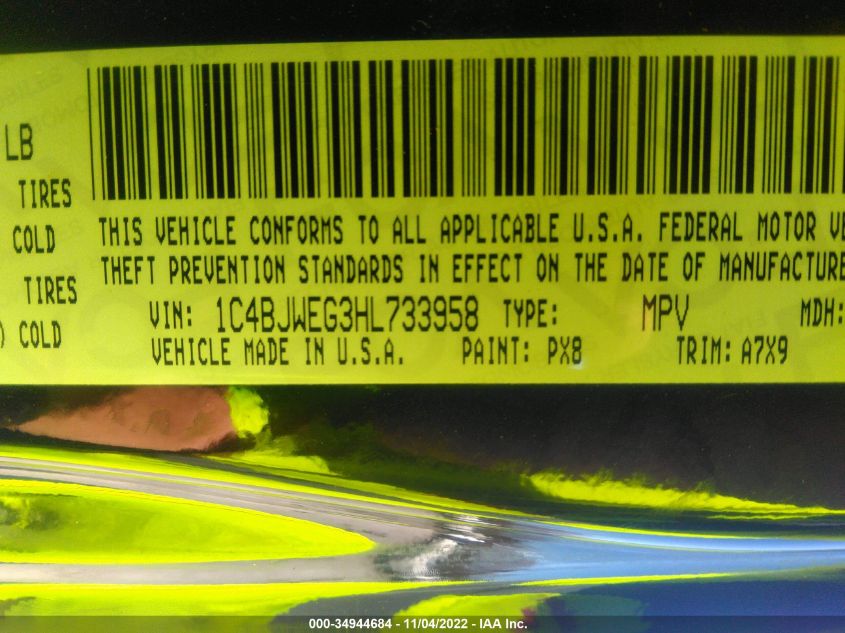 LB
TIRES
COLD
THIS VEHICLE CONFORMS TO ALL APPLICABLE U.S.A. FEDERAL MOTOR
THEFT PREVENTION STANDARDS IN EFFECT ON THE DATE OF MANUFACTURE
TIRES
VIN: 1C4BJWEG3HL733958 TYPE: MPV MDH:
) COLD
VEHICLE MADE IN U.S.A. PAINT: PX8 TRIM: A7X9
000-34944684 - 11/04/2022 - IAA Inc.